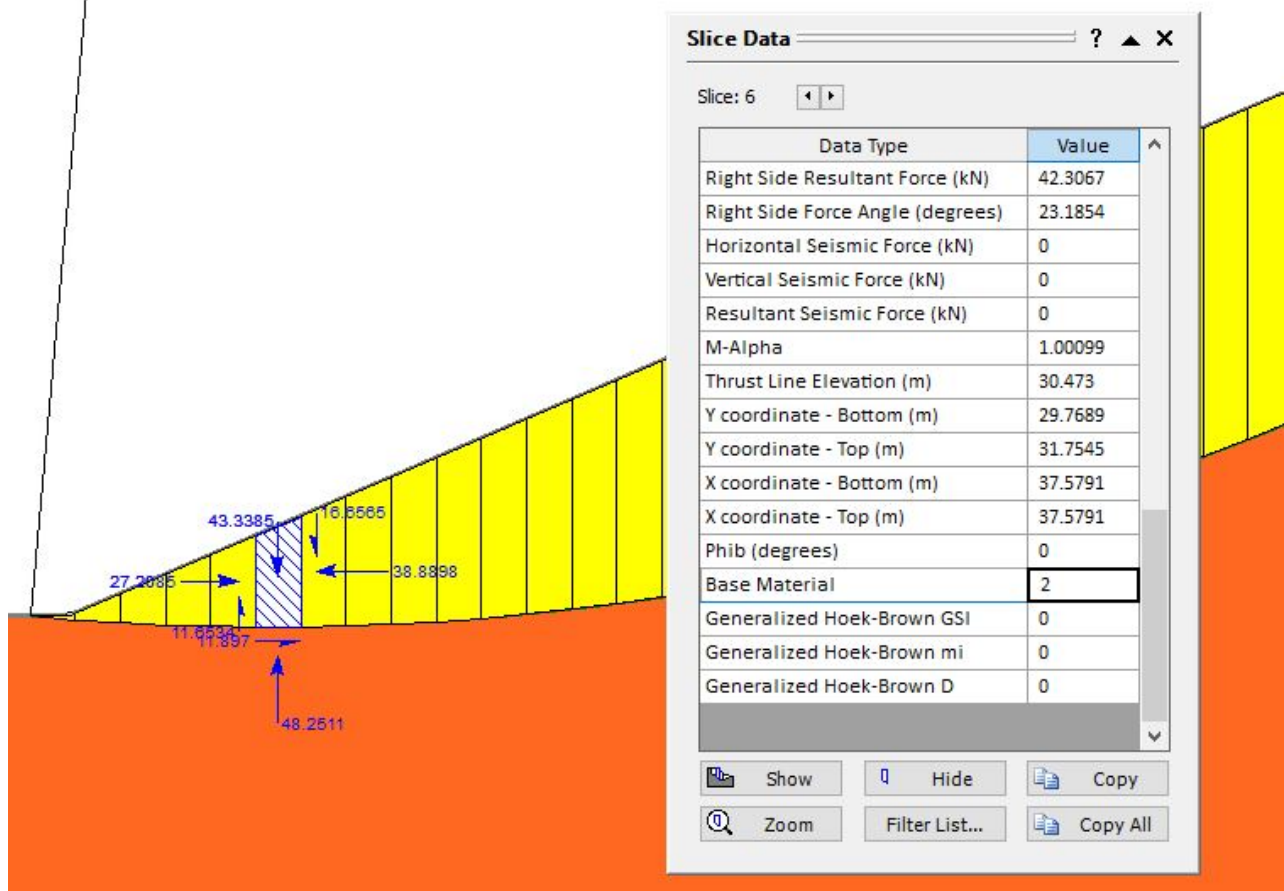 Slice Data
?
Slice: 6
Data Type Value
Right Side Resultant Force (kN) 42.3067
Right Side Force Angle (degrees) 23.1854
Horizontal Seismic Force (kN) 0
Vertical Seismic Force (kN) 0
Resultant Seismic Force (kN) 0
M-Alpha 1.00099
Thrust Line Elevation (m) 30.473
Y coordinate - Bottom (m) 29.7689
Y coordinate - Top (m) 31.7545
X coordinate - Bottom (m) 37.5791
X coordinate - Top (m) 37.5791
Phib (degrees) 0
Base Material 2
Generalized Hoek-Brown GSI 0
Generalized Hoek-Brown mi 0
Generalized Hoek-Brown D 0
Show Hide Copy
Zoom Filter List... Copy All
43.3385
16.6565
38.8898
11.6534
11.897
48.2511